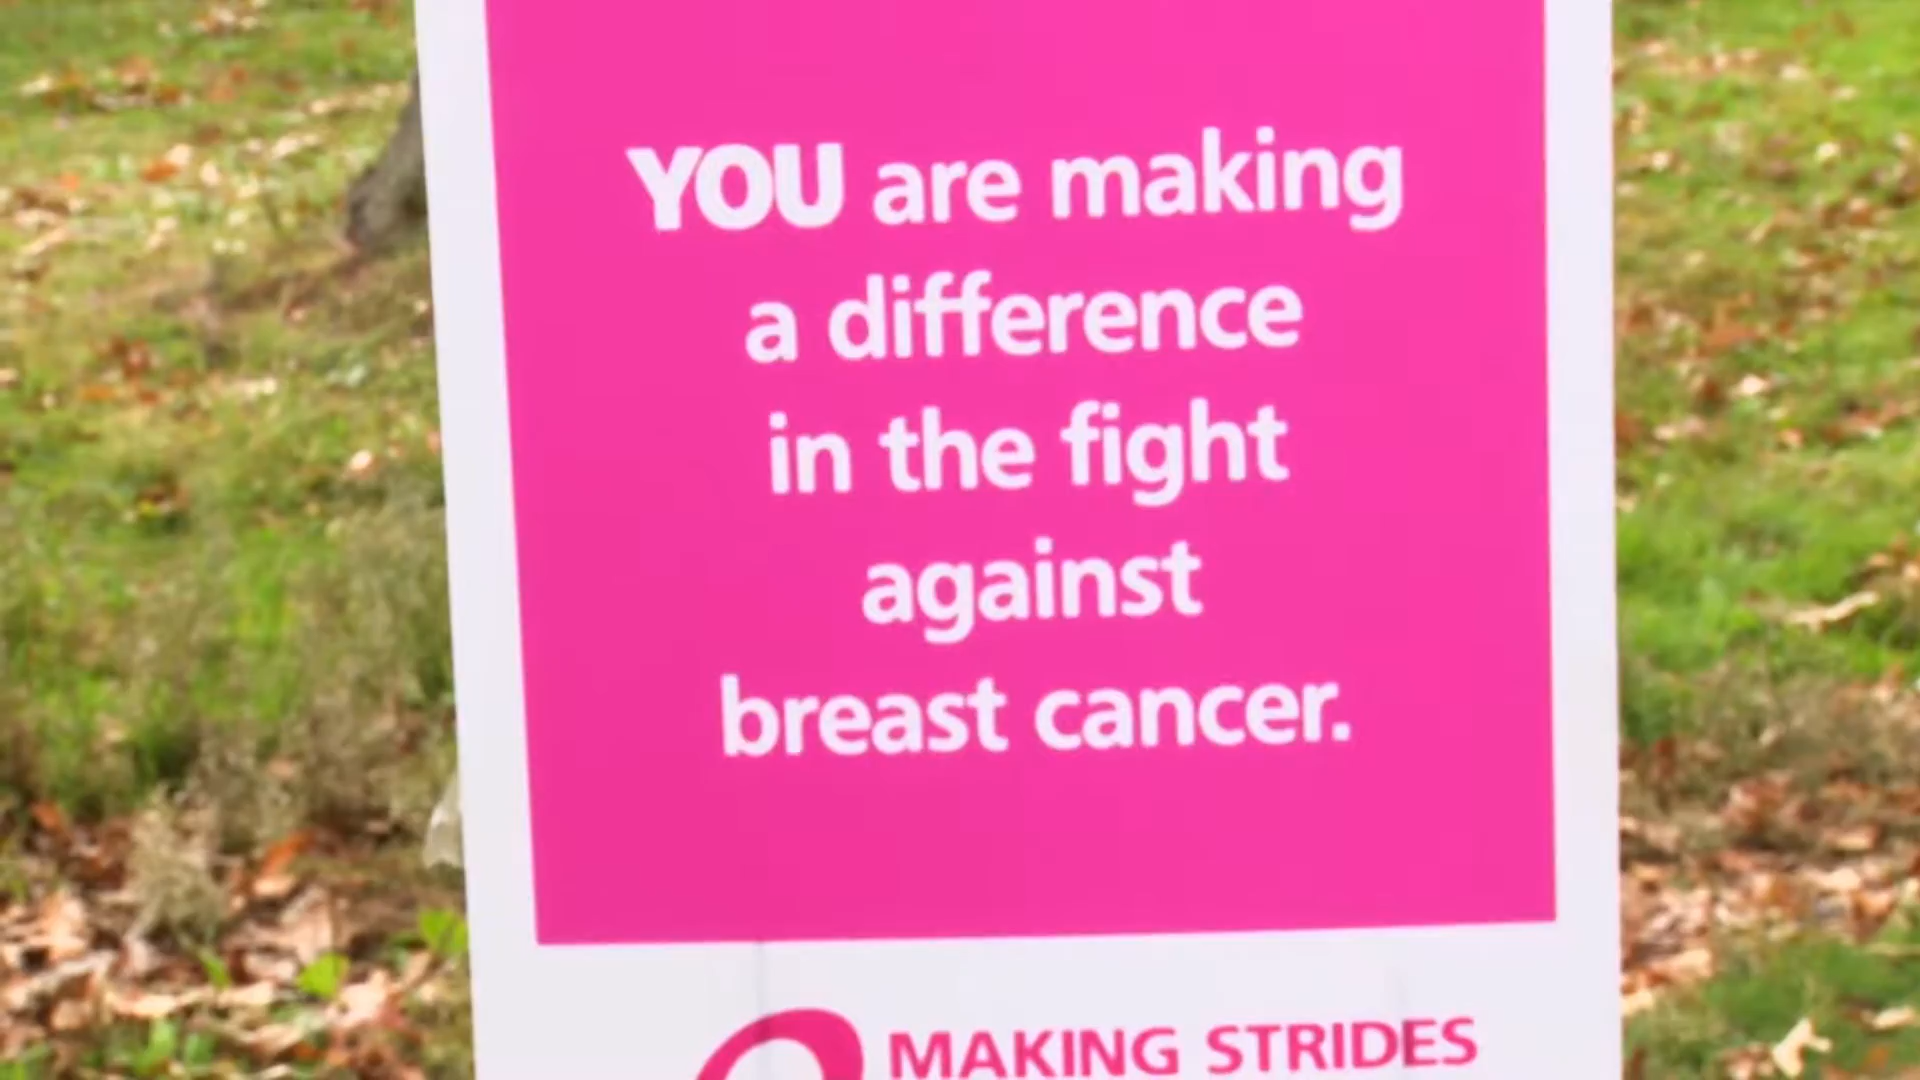 YOU are making
a difference
in the fight
against
breast cancer.
MAKING STRIDES